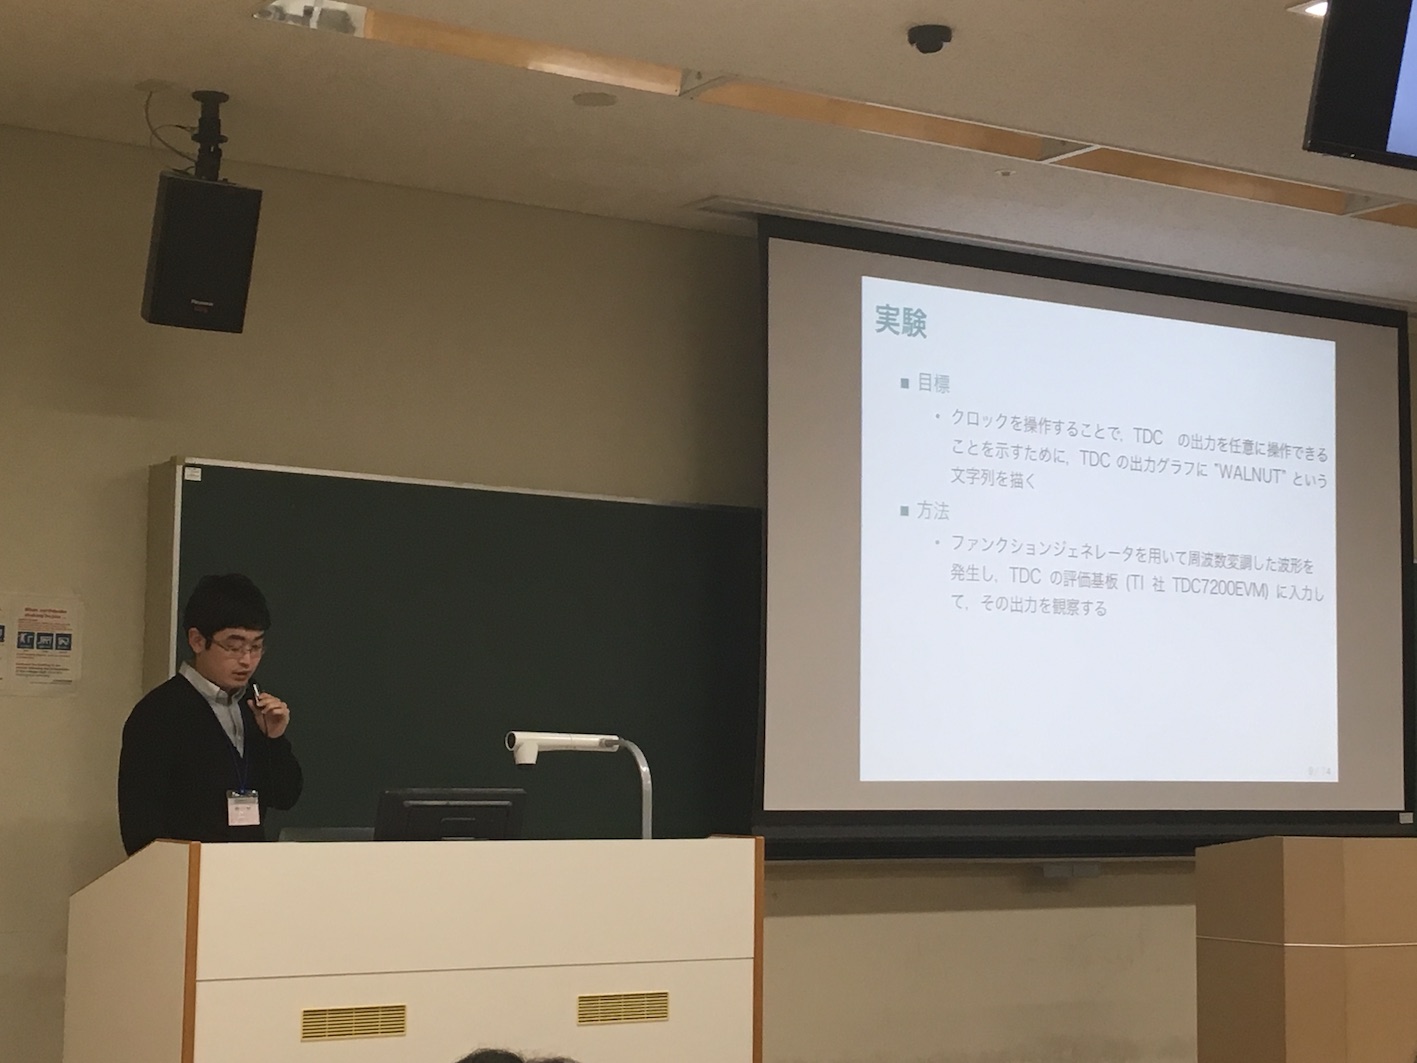 実験
■ 目標
• クロックを操作することで, TDC の出力を任意に操作できる
ことを示すために, TDC の出力グラフに "WALNUT" という
文字列を描く
■ 方法
• ファンクションジェネレータを用いて周波数変調した波形を
発生し, TDC の評価基板 (TI 社 TDC7200EVM) に入力し
て, その出力を観察する